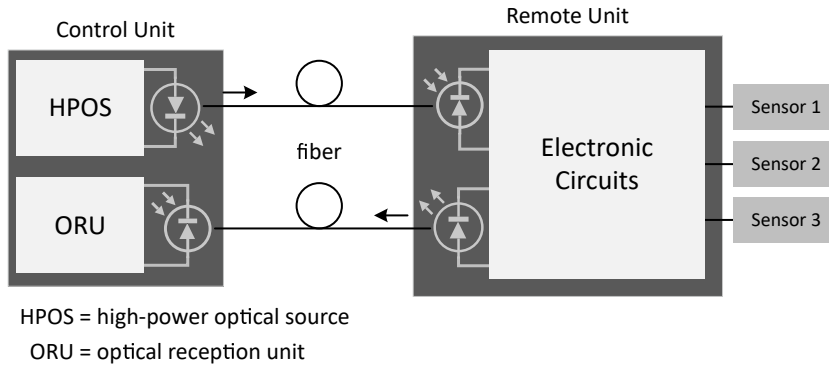 Control Unit
Remote Unit
HPOS
ORU
fiber
Electronic
Circuits
Sensor 1
Sensor 2
Sensor 3
HPOS = high-power optical source
ORU = optical reception unit